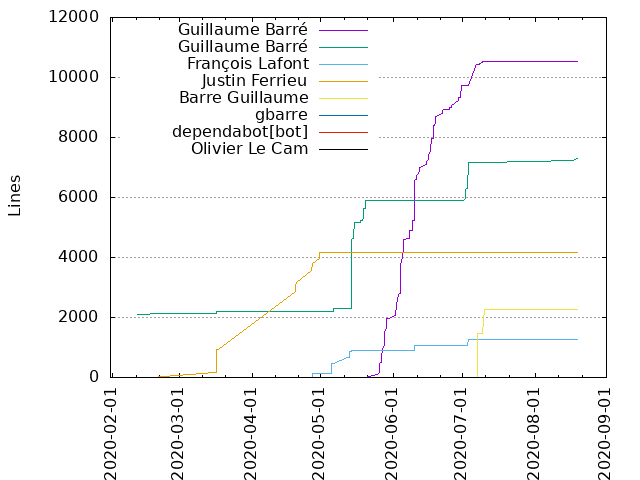 12000
10000
8000
6000
4000
2000
0
Lines
Guillaume Barré
Guillaume Barré
François Lafont
Justin Ferrieu
Barre Guillaume
gbarre
dependabot[bot]
Olivier Le Cam
2020-02-01
2020-03-01
2020-04-01
2020-05-01
2020-06-01
2020-07-01
2020-08-01
2020-09-01